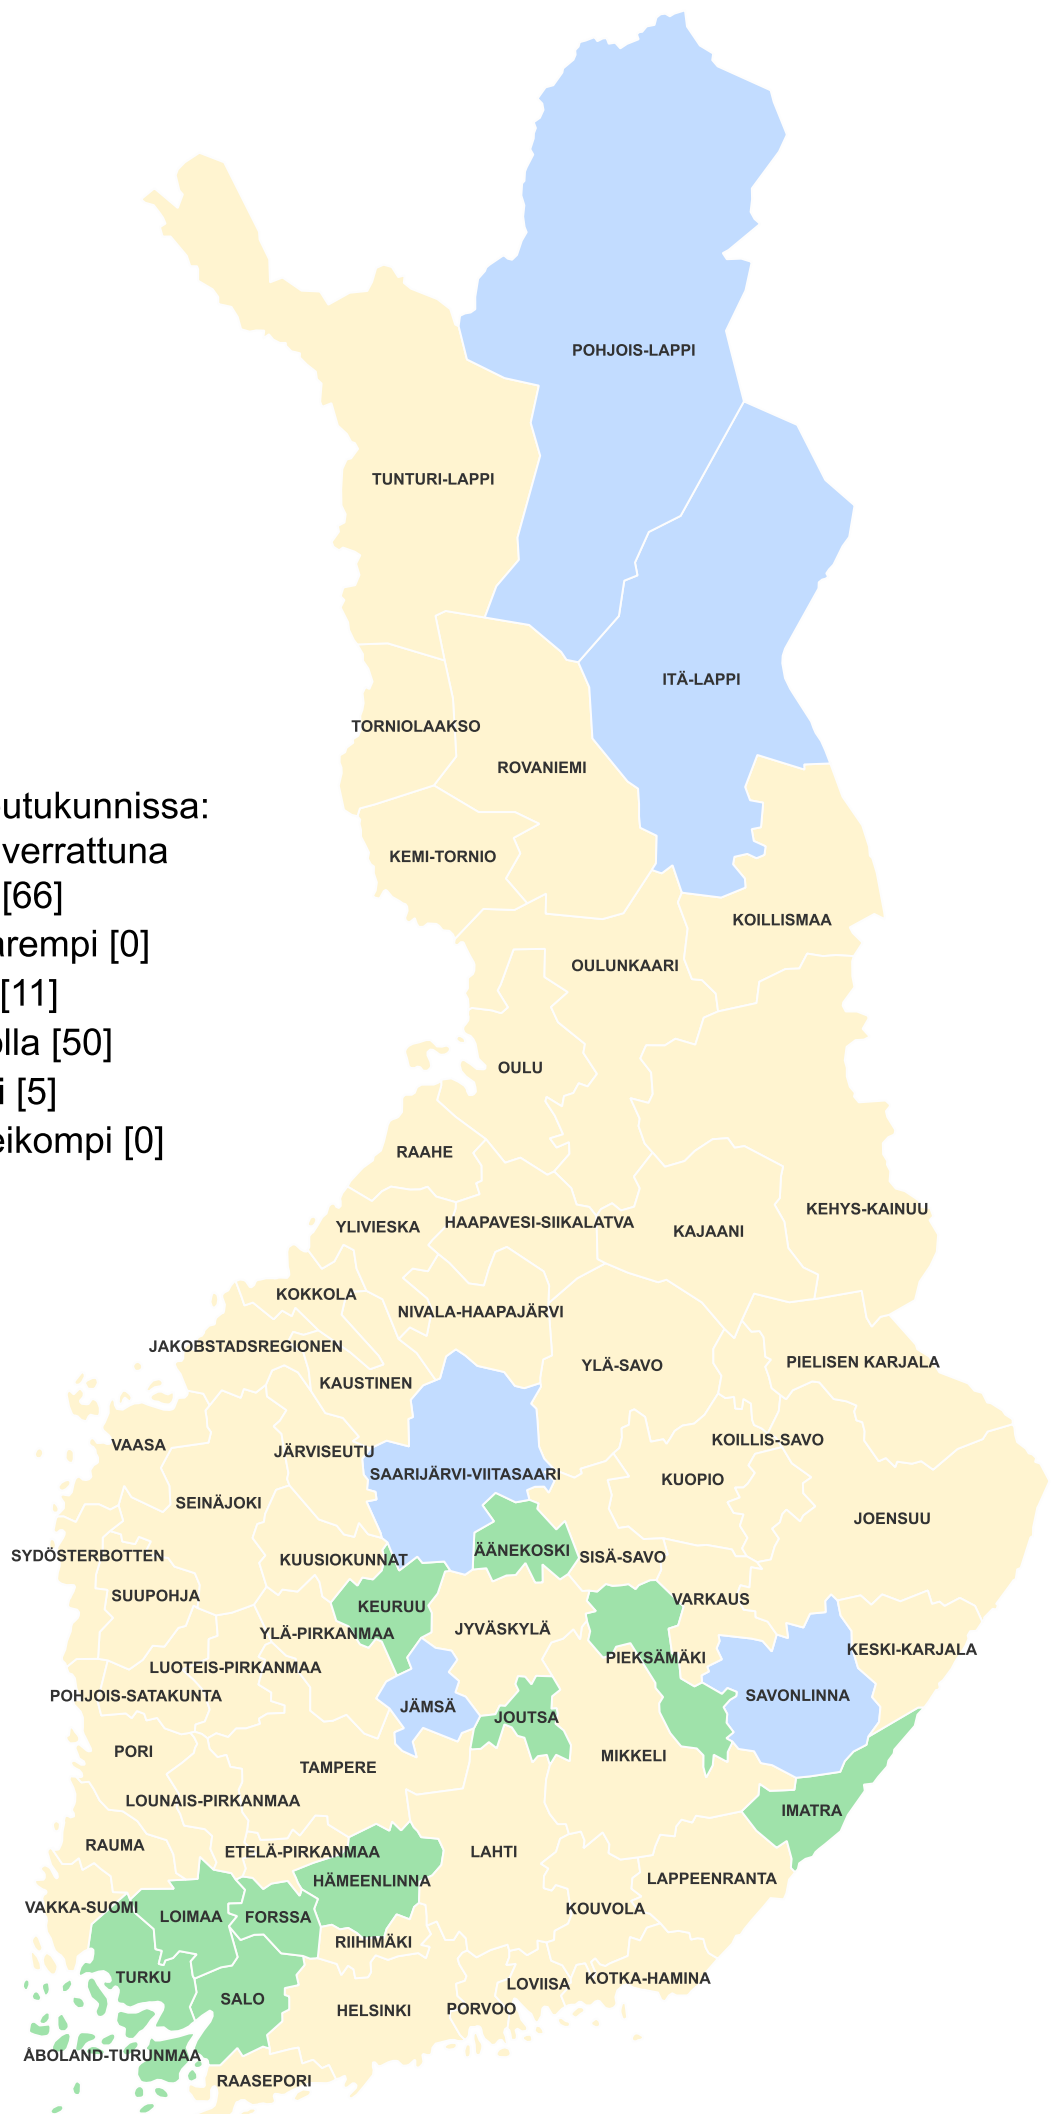 POHJOIS-LAPPI
TUNTURI-LAPPI
ITÄ-LAPPI
TORNIOLAAKSO
ROVANIEMI
utukunnissa:
verrattuna
[66]
arempi [0]
[11]
olla [50]
i [5]
eikompi [0]
KEMI-TORNIO
KOILLISMAA
OULUNKAARI
OULU
RAAHE
YLIVIESKA
HAAPAVESI-SIIKALATVA
KAJAANI
KEHYS-KAINUU
KOKKOLA
NIVALA-HAAPAJÄRVI
JAKOBSTADSREGIONEN
KAUSTINEN
YLÄ-SAVO
PIELISEN KARJALA
VAASA
JÄRVISEUTU
KOILLIS-SAVO
SAARIJÄRVI-VIITASAARI
KUOPIO
SEINÄJOKI
JOENSUU
SYDÖSTERBOTTEN
KUUSIOKUNNAT
ÄÄNEKOSKI
SISÄ-SAVO
SUUPOHJA
KEURUU
VARKAUS
YLÄ-PIRKANMAA
JYVÄSKYLÄ
KESKI-KARJALA
LUOTEIS-PIRKANMAA
PIEKSÄMÄKI
POHJOIS-SATAKUNTA
JÄMSÄ
SAVONLINNA
JOUTSA
PORI
TAMPERE
MIKKELI
LOUNAIS-PIRKANMAA
IMATRA
RAUMA
ETELÄ-PIRKANMAA
LAHTI
HÄMEENLINNA
LAPPEENRANTA
VAKKA-SUOMI
LOIMAA
FORSSA
KOUVOLA
RIIHIMÄKI
TURKU
LOVIISA
KOTKA-HAMINA
SALO
HELSINKI
PORVOO
ÅBOLAND-TURUNMAA
RAASEPORI